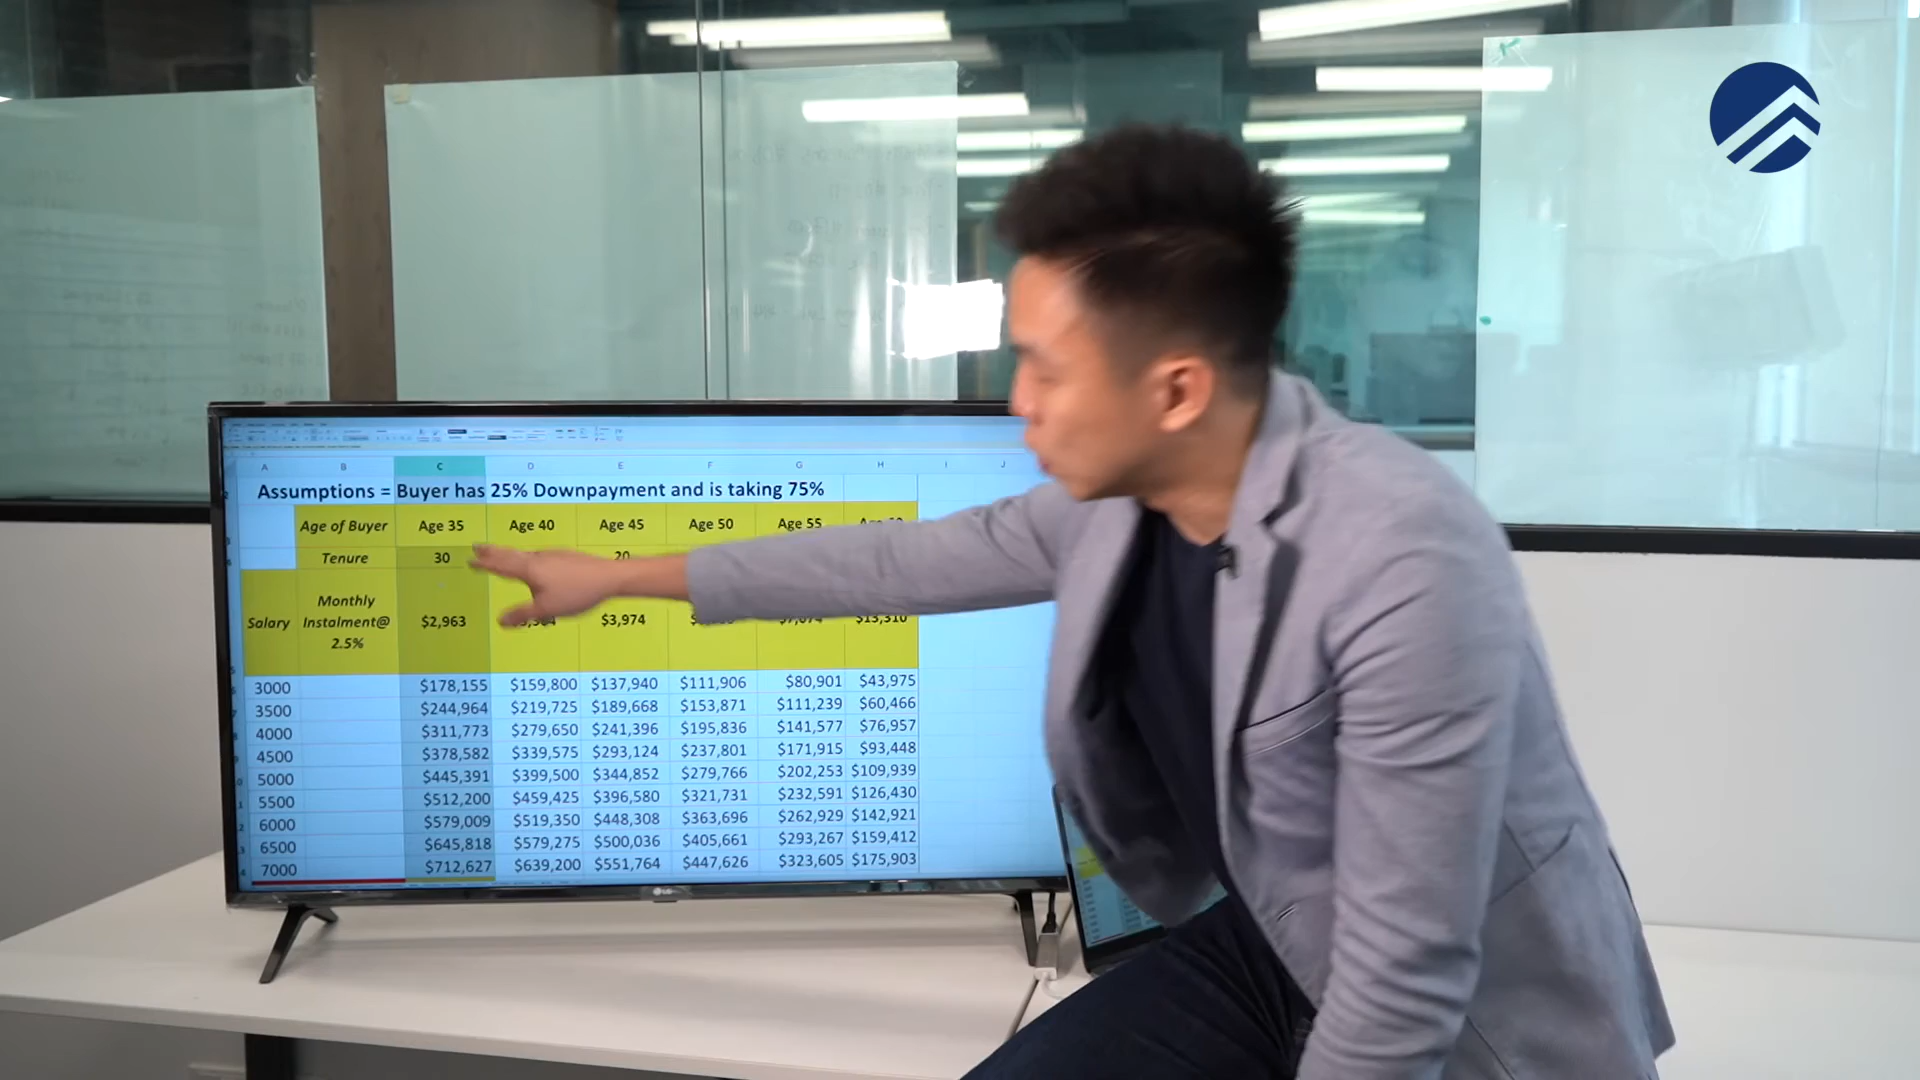 A B C D E F G H I J
Assumptions = Buyer has 25% Downpayment and is taking 75%
Age of Buyer Age 35 Age 40 Age 45 Age 50 Age 55
Tenure 30 20
Salary Monthly Instalment@ 2.5% $2,963 $3,974
3000 $178,155 $159,800 $137,940 $111,906 $80,901 $43,975
3500 $244,964 $219,725 $189,668 $153,871 $111,239 $60,466
4000 $311,773 $279,650 $241,396 $195,836 $141,577 $76,957
4500 $378,582 $339,575 $293,124 $237,801 $171,915 $93,448
5000 $445,391 $399,500 $344,852 $279,766 $202,253 $109,939
5500 $512,200 $459,425 $396,580 $321,731 $232,591 $126,430
6000 $579,009 $519,350 $448,308 $363,696 $262,929 $142,921
6500 $645,818 $579,275 $500,036 $405,661 $293,267 $159,412
7000 $712,627 $639,200 $551,764 $447,626 $323,605 $175,903
LG